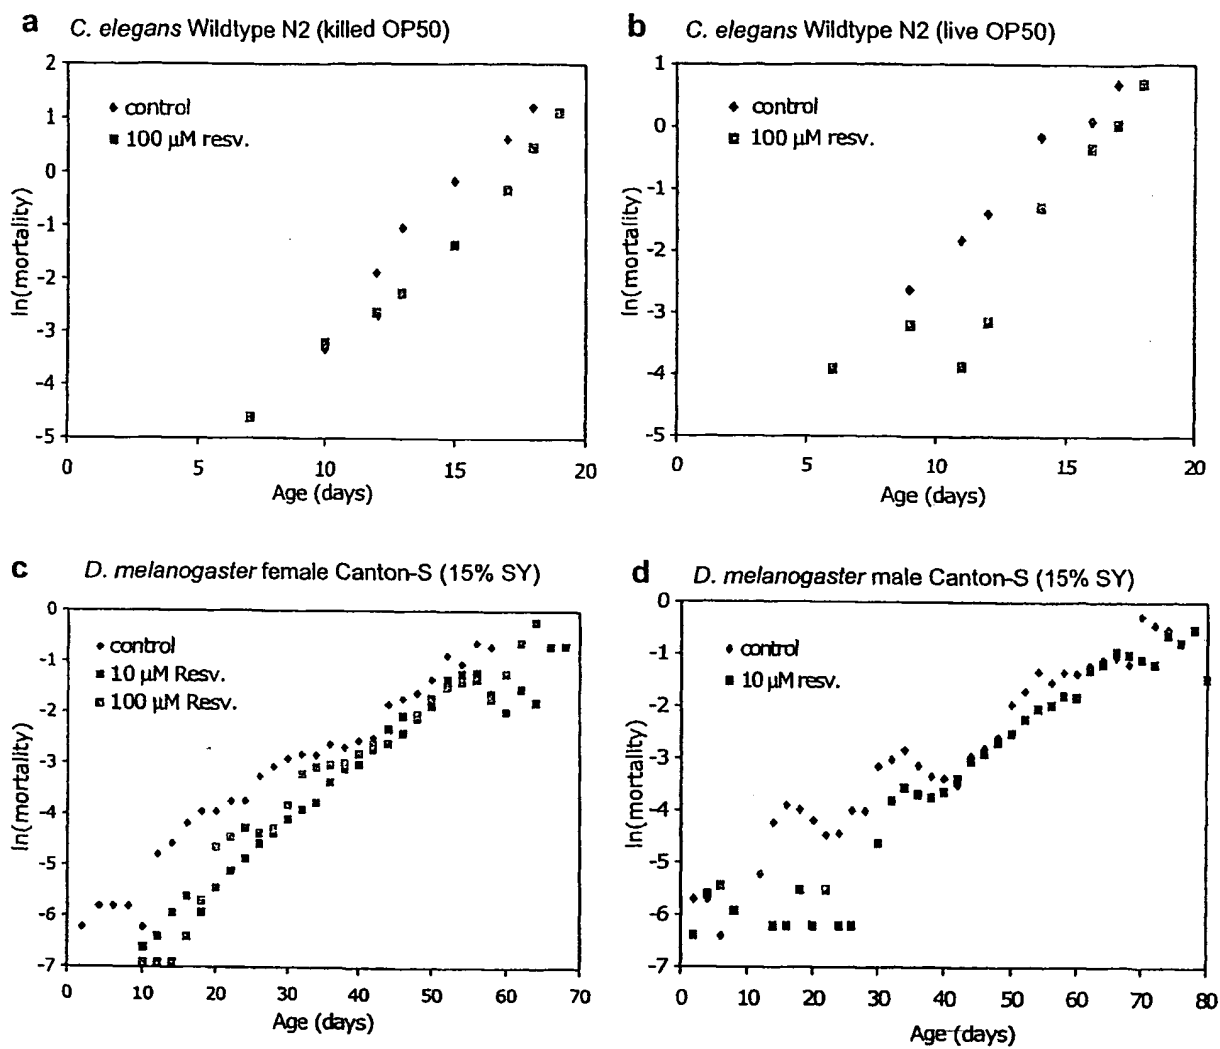 a C. elegans Wildtype N2 (killed OP50)
2
1
0
-1
-2
-3
-4
-5
ln(mortality)
control
100 µM resv.
0 5 10 15 20
Age (days)
b C. elegans Wildtype N2 (live OP50)
1
0
-1
-2
-3
-4
-5
ln(mortality)
control
100 µM resv.
0 5 10 15 20
Age (days)
c D. melanogaster female Canton-S (15% SY)
0
-1
-2
-3
-4
-5
-6
-7
ln(mortality)
control
10 µM Resv.
100 µM Resv.
0 10 20 30 40 50 60 70
Age (days)
d D. melanogaster male Canton-S (15% SY)
0
-1
-2
-3
-4
-5
-6
-7
ln(mortality)
control
10 µM resv.
0 10 20 30 40 50 60 70 80
Age (days)